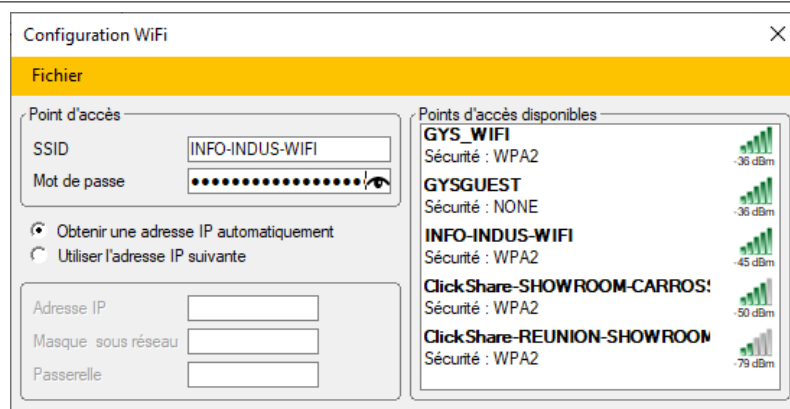 Configuration WiFi
Fichier
Point d'accès
SSID
INFO-INDUS-WIFI
Mot de passe
Obtenir une adresse IP automatiquement
Utiliser l'adresse IP suivante
Adresse IP
Masque sous réseau
Passerelle
Points d'accès disponibles
GYS_WIFI
Sécurité : WPA2
-36 dBm
GYSGUEST
Sécurité : NONE
-36 dBm
INFO-INDUS-WIFI
Sécurité : WPA2
-45 dBm
ClickShare-SHOWROOM-CARROSS
Sécurité : WPA2
-50 dBm
ClickShare-REUNION-SHOWROOM
Sécurité : WPA2
-79 dBm